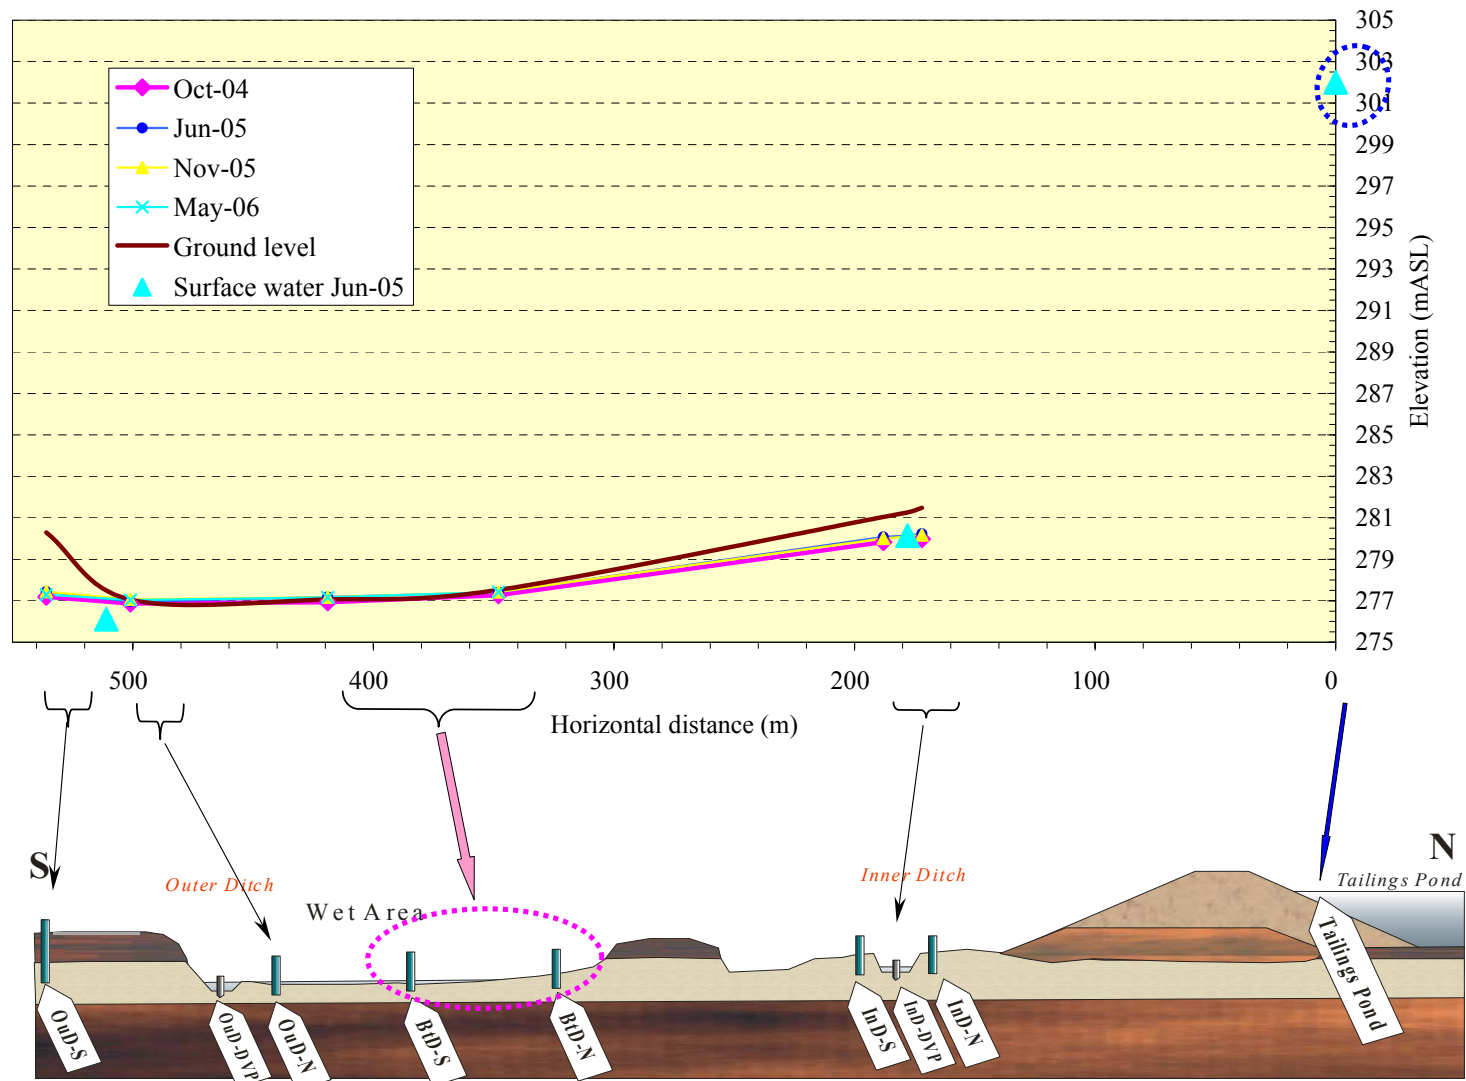 305
303
301
299
297
295
293
291
289
287
285
283
281
279
277
275
Elevation (mASL)
Oct-04
Jun-05
Nov-05
May-06
Ground level
Surface water Jun-05
500 400 300 200 100 0
Horizontal distance (m)
S
N
Outer Ditch
Wet Area
Inner Ditch
Tailings Pond
OuD-S
OuD-DVP
OuD-N
BtD-S
BtD-N
InD-S
InD-DVP
InD-N
Tailings Pond